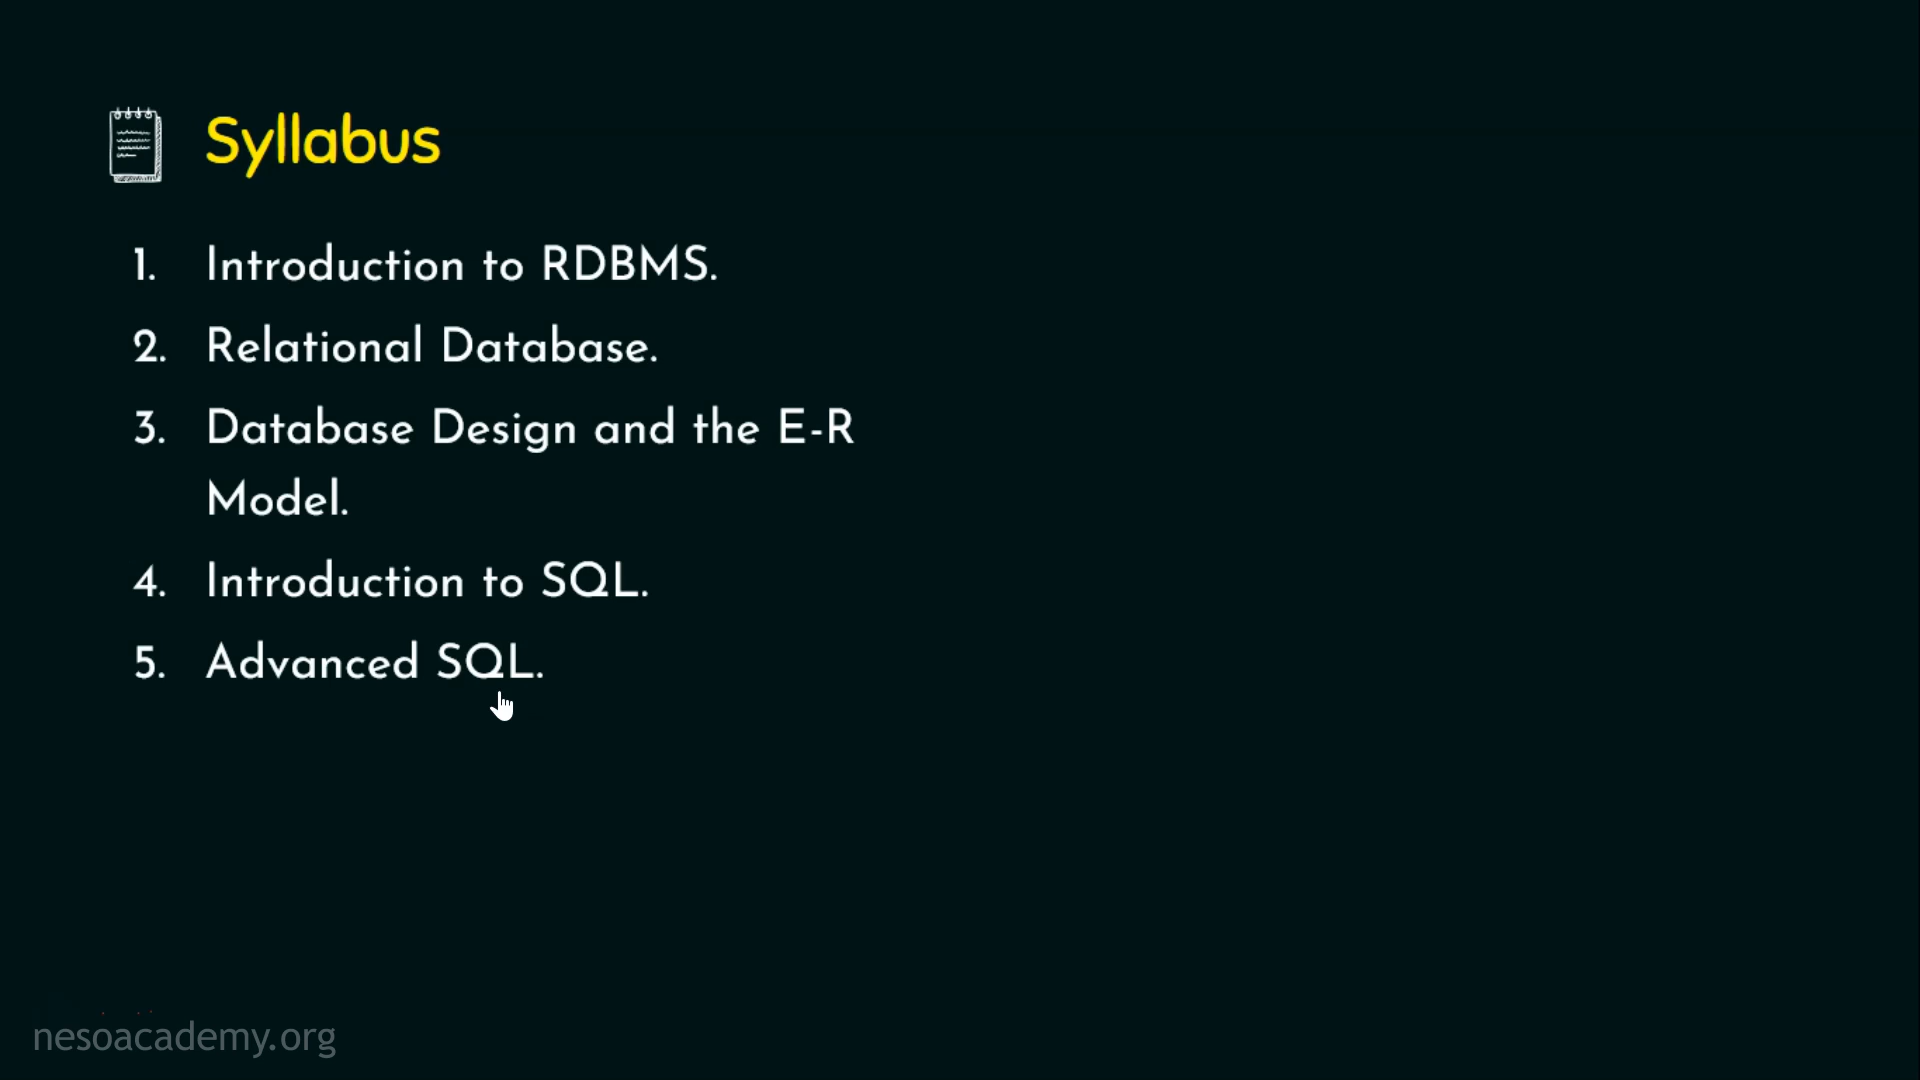 Syllabus
1. Introduction to RDBMS.
2. Relational Database.
3. Database Design and the E-R
Model.
4. Introduction to SQL.
5. Advanced SQL.
nesoacademy.org